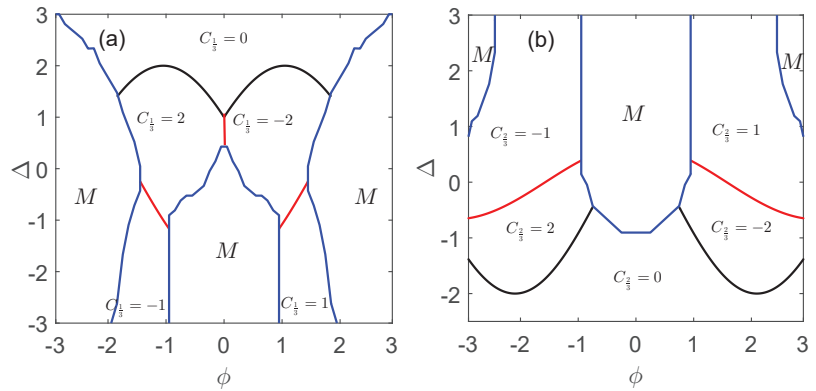 (a)
C_{1/3} = 0
C_{1/3} = 2
C_{1/3} = -2
M
M
M
C_{1/3} = -1
C_{1/3} = 1
3
2
1
0
-1
-2
-3
Δ
-3
-2
-1
0
1
2
3
ϕ
(b)
M
M
M
C_{2/3} = -1
C_{2/3} = 1
C_{2/3} = 2
C_{2/3} = -2
C_{2/3} = 0
3
2
1
0
-1
-2
Δ
-3
-2
-1
0
1
2
3
ϕ